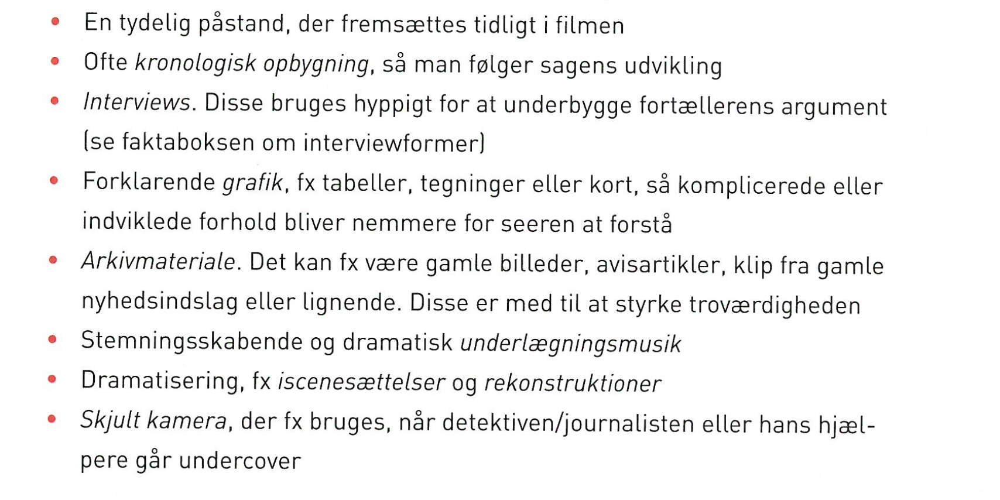 • En tydelig påstand, der fremsættes tidligt i filmen
• Ofte kronologisk opbygning, så man følger sagens udvikling
• Interviews. Disse bruges hyppigt for at underbygge fortællerens argument
(se faktaboksen om interviewformer)
• Forklarende grafik, fx tabeller, tegninger eller kort, så komplicerede eller
indviklede forhold bliver nemmere for seeren at forstå
• Arkivmateriale. Det kan fx være gamle billeder, avisartikler, klip fra gamle
nyhedsindslag eller lignende. Disse er med til at styrke troværdigheden
• Stemningsskabende og dramatisk underlægningsmusik
• Dramatisering, fx iscenesættelser og rekonstruktioner
• Skjult kamera, der fx bruges, når detektiven/journalisten eller hans hjæl-
pere går undercover